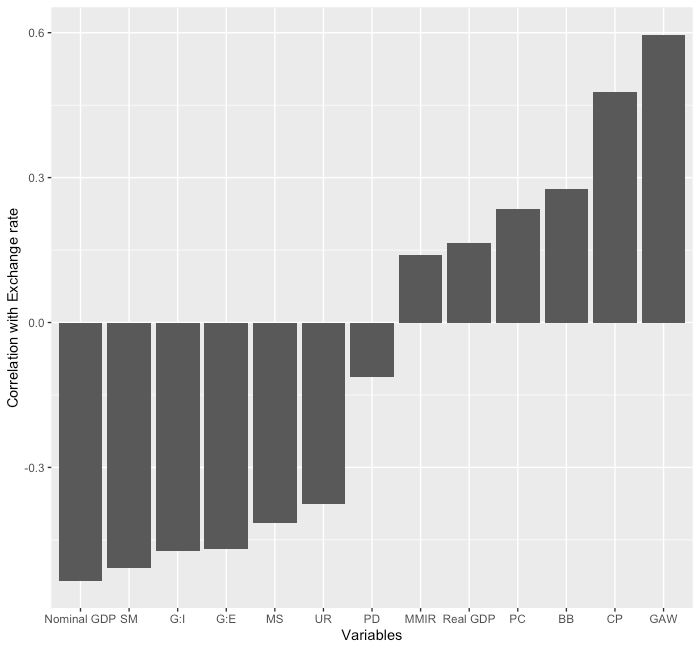 0.6
0.3
0.0
-0.3
Correlation with Exchange rate
Nominal GDP SM G:I G:E MS UR PD MMIR Real GDP PC BB CP GAW
Variables